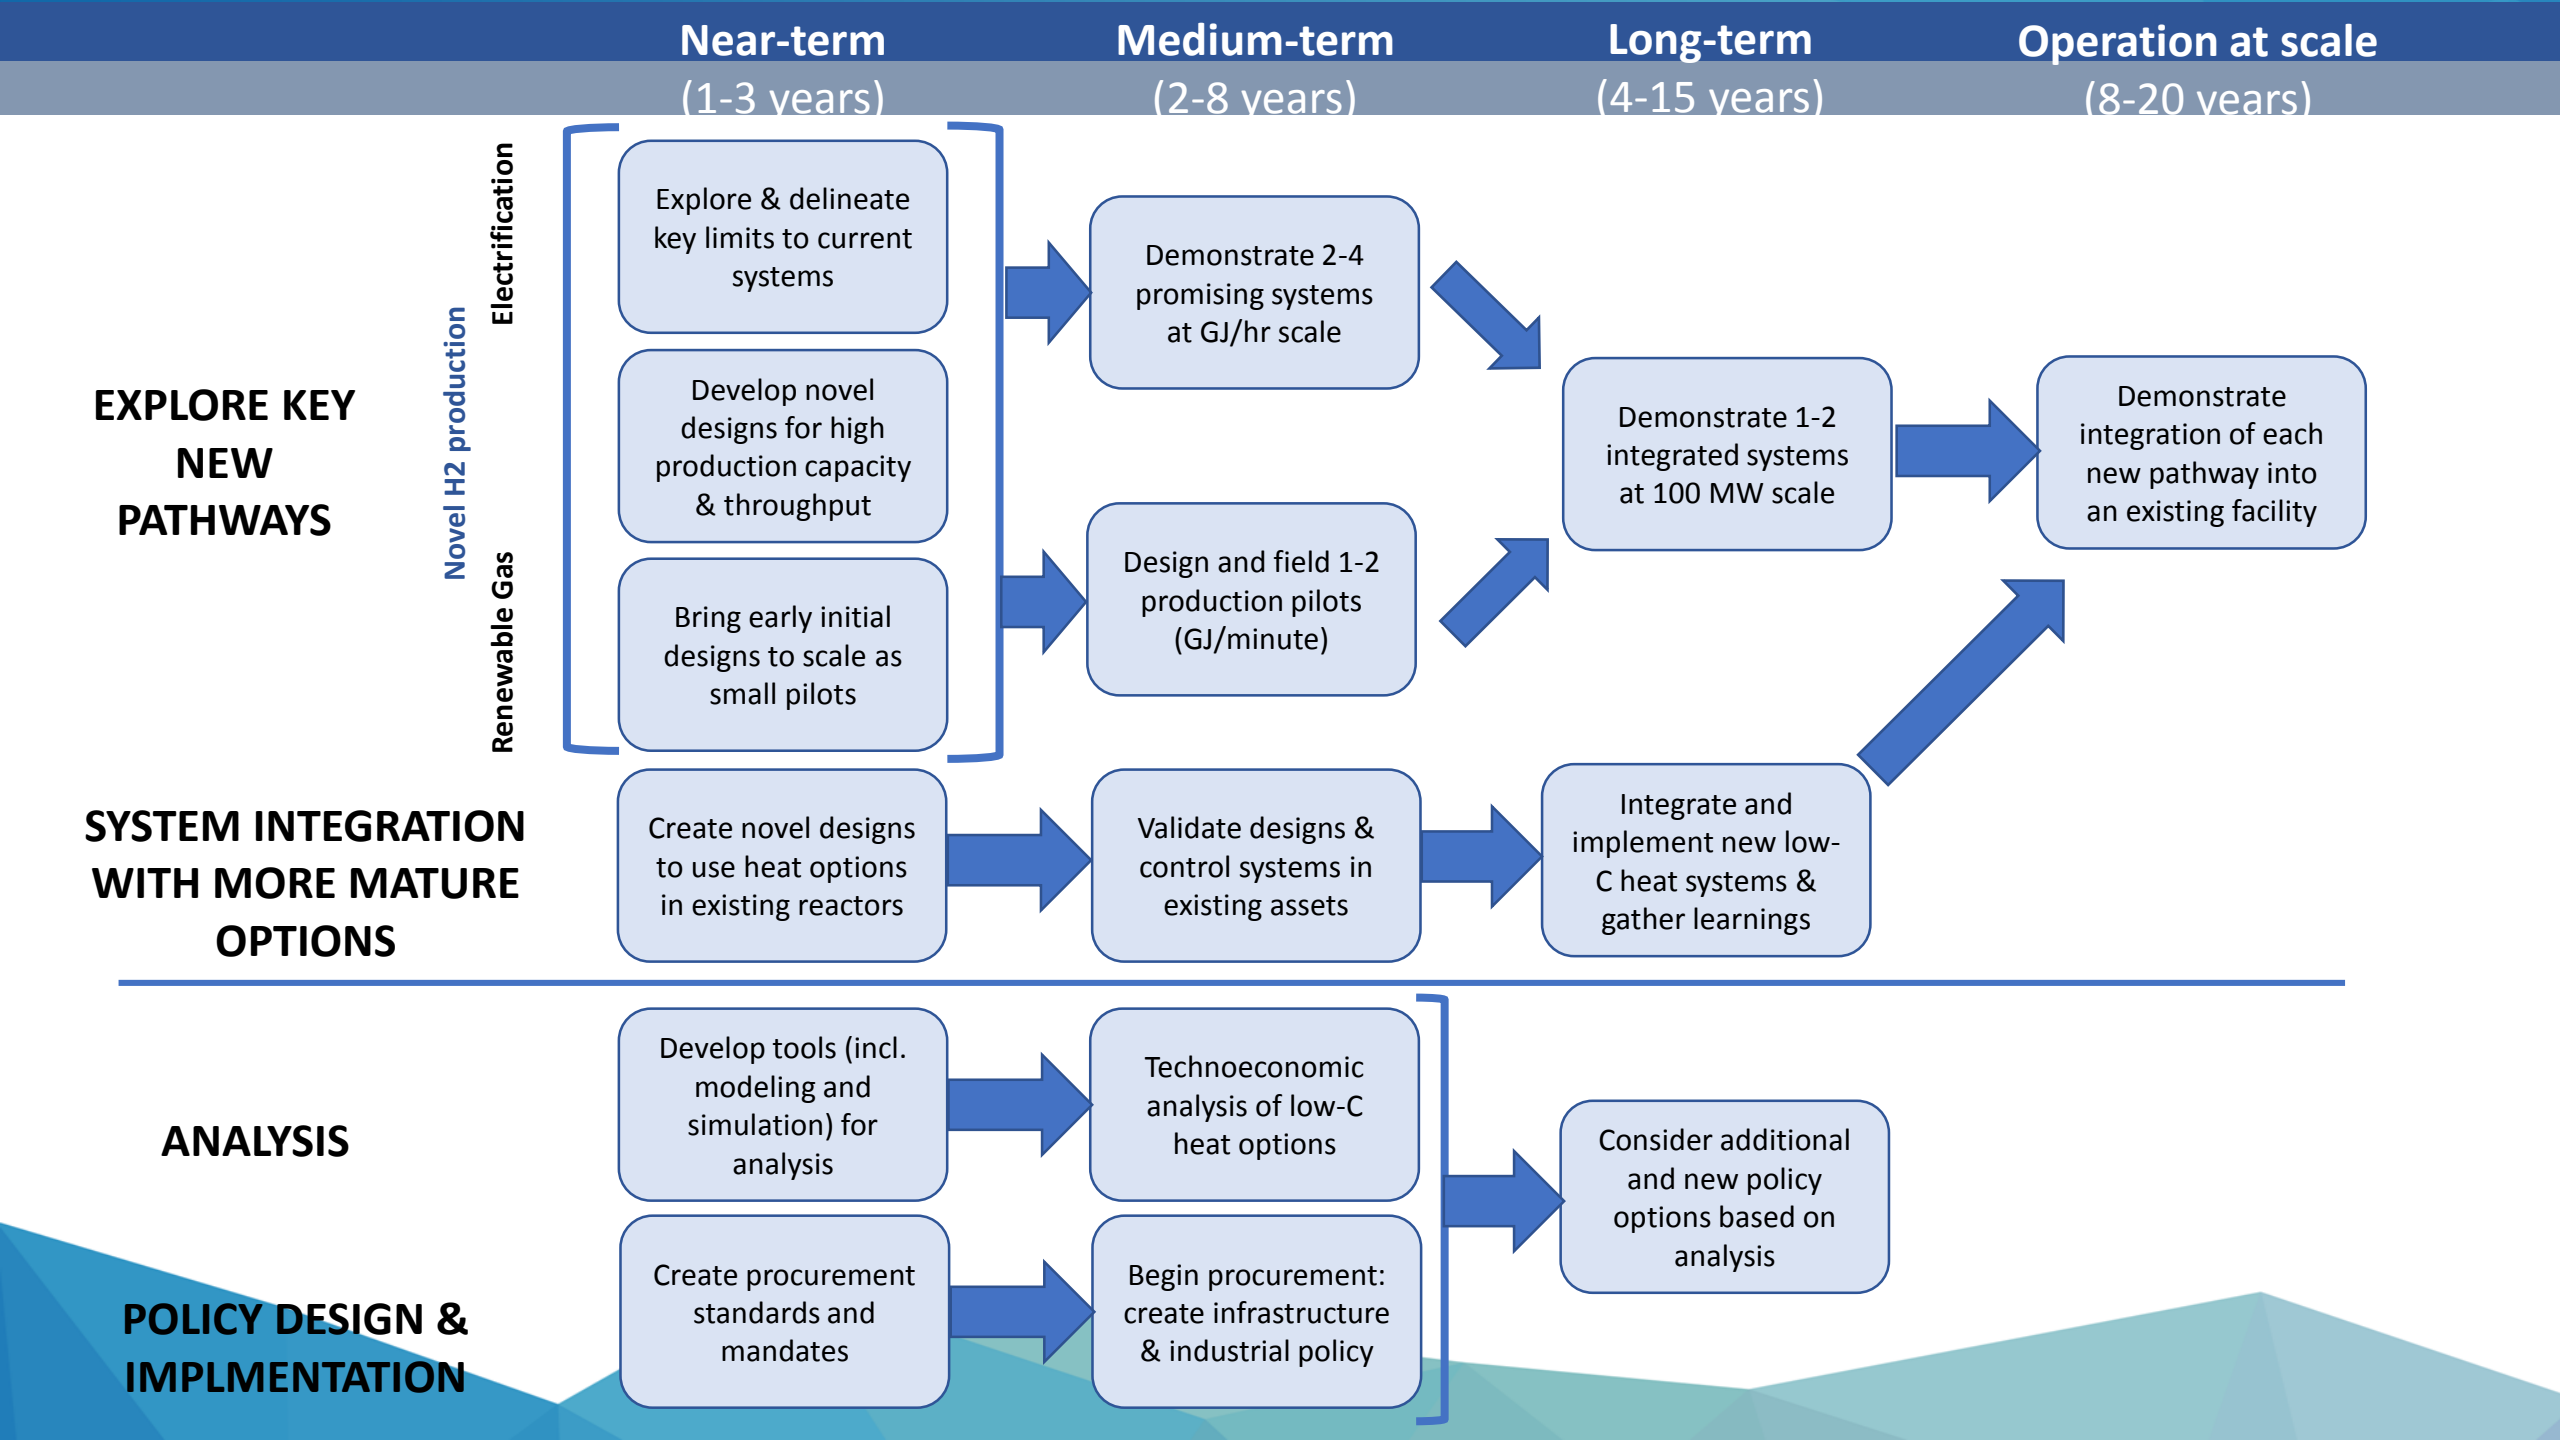 Near-term
(1-3 years)
Medium-term
(2-8 years)
Long-term
(4-15 years)
Operation at scale
(8-20 years)
EXPLORE KEY
NEW
PATHWAYS
Novel H2 production
Electrification
Renewable Gas
Explore & delineate
key limits to current
systems
Develop novel
designs for high
production capacity
& throughput
Bring early initial
designs to scale as
small pilots
Demonstrate 2-4
promising systems
at GJ/hr scale
Design and field 1-2
production pilots
(GJ/minute)
Demonstrate 1-2
integrated systems
at 100 MW scale
Demonstrate
integration of each
new pathway into
an existing facility
SYSTEM INTEGRATION
WITH MORE MATURE
OPTIONS
Create novel designs
to use heat options
in existing reactors
Validate designs &
control systems in
existing assets
Integrate and
implement new low-
C heat systems &
gather learnings
ANALYSIS
Develop tools (incl.
modeling and
simulation) for
analysis
Technoeconomic
analysis of low-C
heat options
Consider additional
and new policy
options based on
analysis
POLICY DESIGN &
IMPLMENTATION
Create procurement
standards and
mandates
Begin procurement:
create infrastructure
& industrial policy